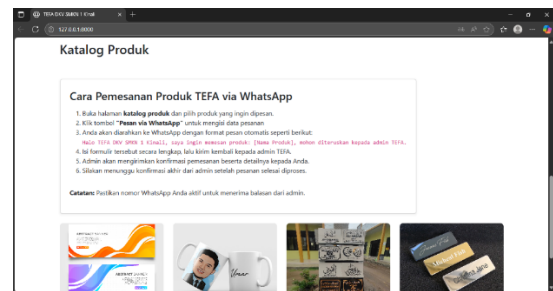 TEFA DKV SMKN 1 Kinali
127.0.0.1:8000
Katalog Produk
Cara Pemesanan Produk TEFA via WhatsApp
1. Buka halaman katalog produk dan pilih produk yang ingin dipesan.
2. Klik tombol "Pesan via WhatsApp" untuk mengisi data pesanan
3. Anda akan diarahkan ke WhatsApp dengan format pesan otomatis seperti berikut:
Halo TEFA DKV SMKN 1 Kinali, saya ingin memesan produk: [Nama Produk], mohon diteruskan kepada admin TEFA.
4. Isi formulir tersebut secara lengkap, lalu kirim kembali kepada admin TEFA.
5. Admin akan mengirimkan konfirmasi pemesanan beserta detailnya kepada Anda.
6. Silakan menunggu konfirmasi akhir dari admin setelah pesanan selesai diproses.
Catatan: Pastikan nomor WhatsApp Anda aktif untuk menerima balasan dari admin.